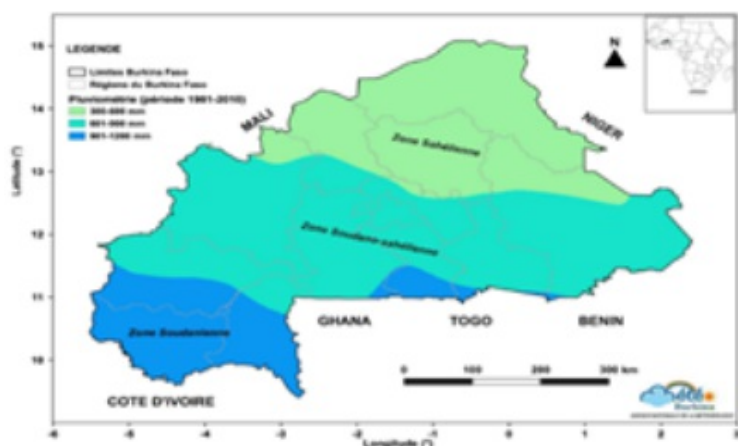 LEGENDE
Limites Burkina Faso
Régions du Burkina Faso
Pluviométrie (période 1981-2010)
N
MALI
NIGER
Zone Sahélienne
Zone Soudano-sahélienne
Zone Soudanienne
GHANA
TOGO
BENIN
COTE D'IVOIRE
0 100 200 300 km
Latitude (°)
15
14
13
12
11
10
-6 -5 -4 -3 -2 -1 0 1 2 3
Longitude (°)
Burkina